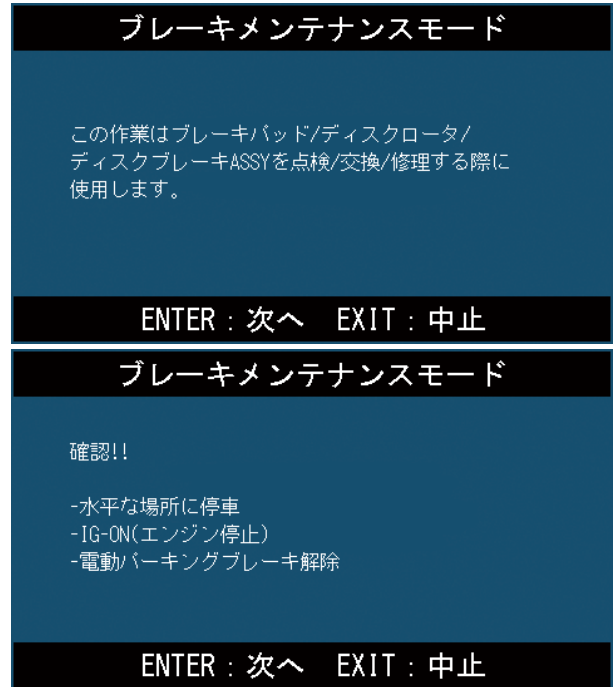 ブレーキメンテナンスモード
この作業はブレーキパッド/ディスクロータ/
ディスクブレーキASSYを点検/交換/修理する際に
使用します。
ENTER：次へ EXIT：中止
ブレーキメンテナンスモード
確認!!
-水平な場所に停車
-IG-ON(エンジン停止)
-電動パーキングブレーキ解除
ENTER：次へ EXIT：中止